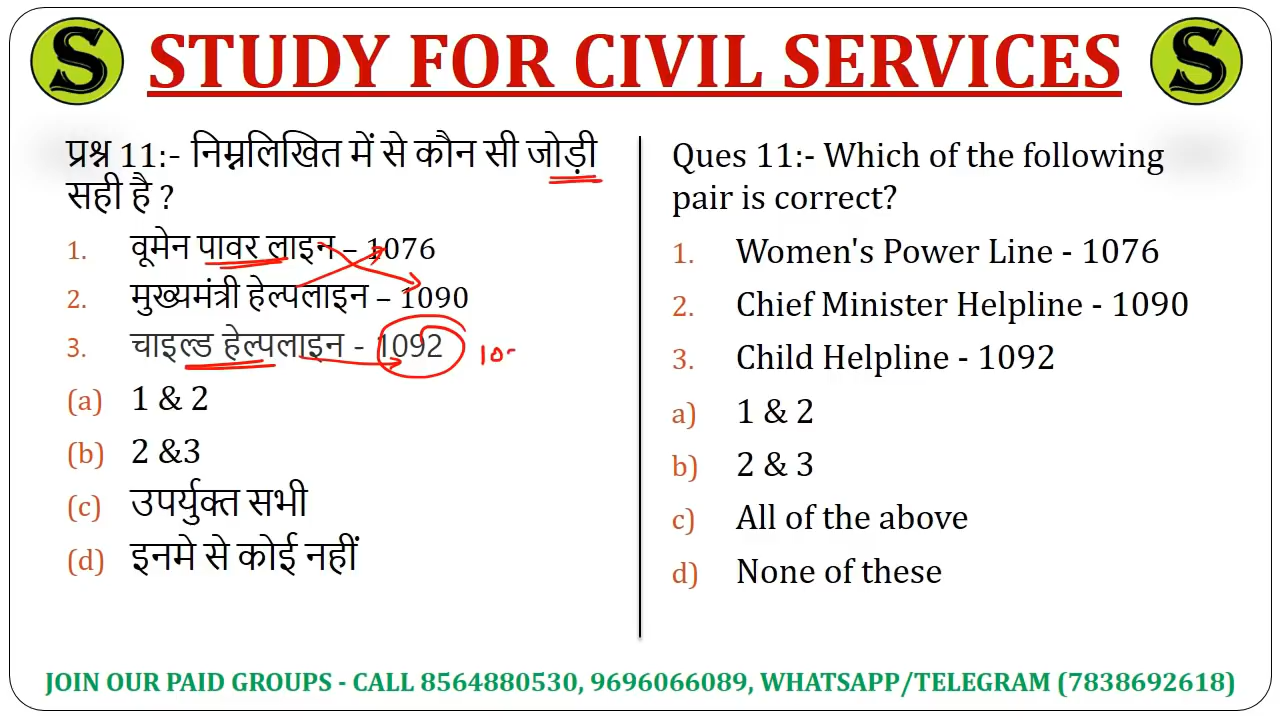 S STUDY FOR CIVIL SERVICES S
प्रश्न 11:- निम्नलिखित में से कौन सी जोड़ी
सही है ?
1. वूमेन पावर लाइन – 1076
2. मुख्यमंत्री हेल्पलाइन – 1090
3. चाइल्ड हेल्पलाइन - 1092
(a) 1 & 2
(b) 2 &3
(c) उपर्युक्त सभी
(d) इनमे से कोई नहीं
Ques 11:- Which of the following
pair is correct?
1. Women's Power Line - 1076
2. Chief Minister Helpline - 1090
3. Child Helpline - 1092
a) 1 & 2
b) 2 & 3
c) All of the above
d) None of these
JOIN OUR PAID GROUPS - CALL 8564880530, 9696066089, WHATSAPP/TELEGRAM (7838692618)